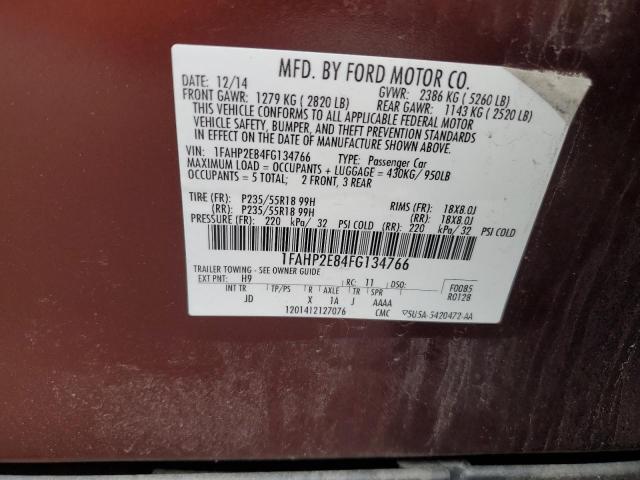 MFD. BY FORD MOTOR CO.
DATE: 12/14 GVWR: 2386 KG ( 5260 LB)
FRONT GAWR: 1279 KG ( 2820 LB) REAR GAWR: 1143 KG ( 2520 LB)
THIS VEHICLE CONFORMS TO ALL APPLICABLE FEDERAL MOTOR
VEHICLE SAFETY, BUMPER, AND THEFT PREVENTION STANDARDS
IN EFFECT ON THE DATE OF MANUFACTURE SHOWN ABOVE.
VIN: 1FAHP2E84FG134766 TYPE: Passenger Car
MAXIMUM LOAD = OCCUPANTS + LUGGAGE = 430KG/ 950LB
OCCUPANTS = 5 TOTAL; 2 FRONT, 3 REAR
TIRE (FR): P235/55R18 99H RIMS (FR): 18X8.0J
(RR): P235/55R18 99H (RR): 18X8.0J
PRESSURE (FR): 220 kPa/ 32 PSI COLD (RR): 220 kPa/ 32 PSI COLD
1FAHP2E84FG134766
TRAILER TOWING - SEE OWNER GUIDE
EXT PNT: H9 RC: 11 DSO: F0085
INT TR TP/PS R AXLE TR SPR R0128
JD X 1A J AAAA
1201412127076 CMC ▽5U5A-5420472-AA